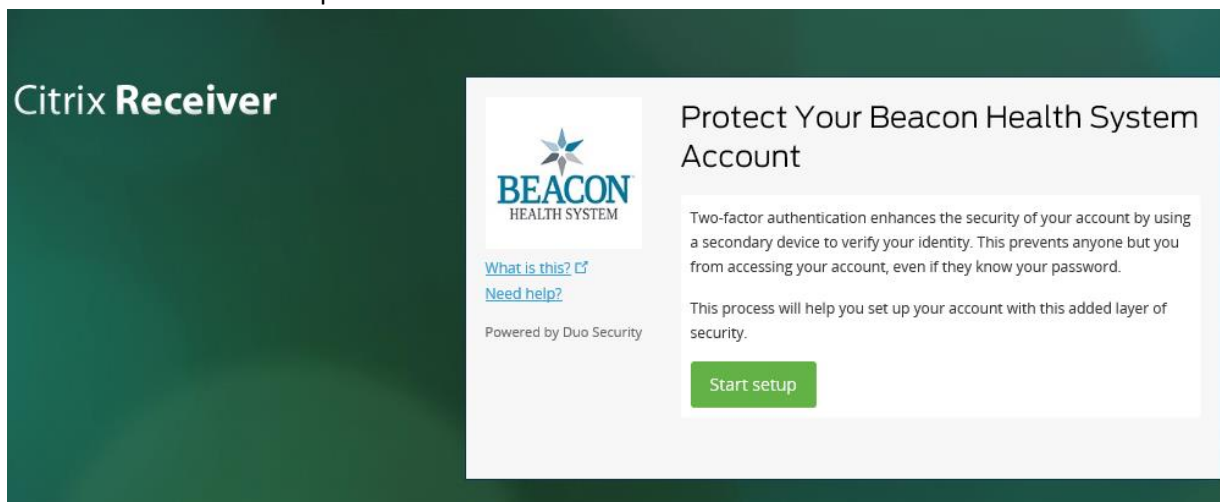 Citrix Receiver
BEACON
HEALTH SYSTEM
What is this?
Need help?
Powered by Duo Security
Protect Your Beacon Health System
Account
Two-factor authentication enhances the security of your account by using
a secondary device to verify your identity. This prevents anyone but you
from accessing your account, even if they know your password.
This process will help you set up your account with this added layer of
security.
Start setup